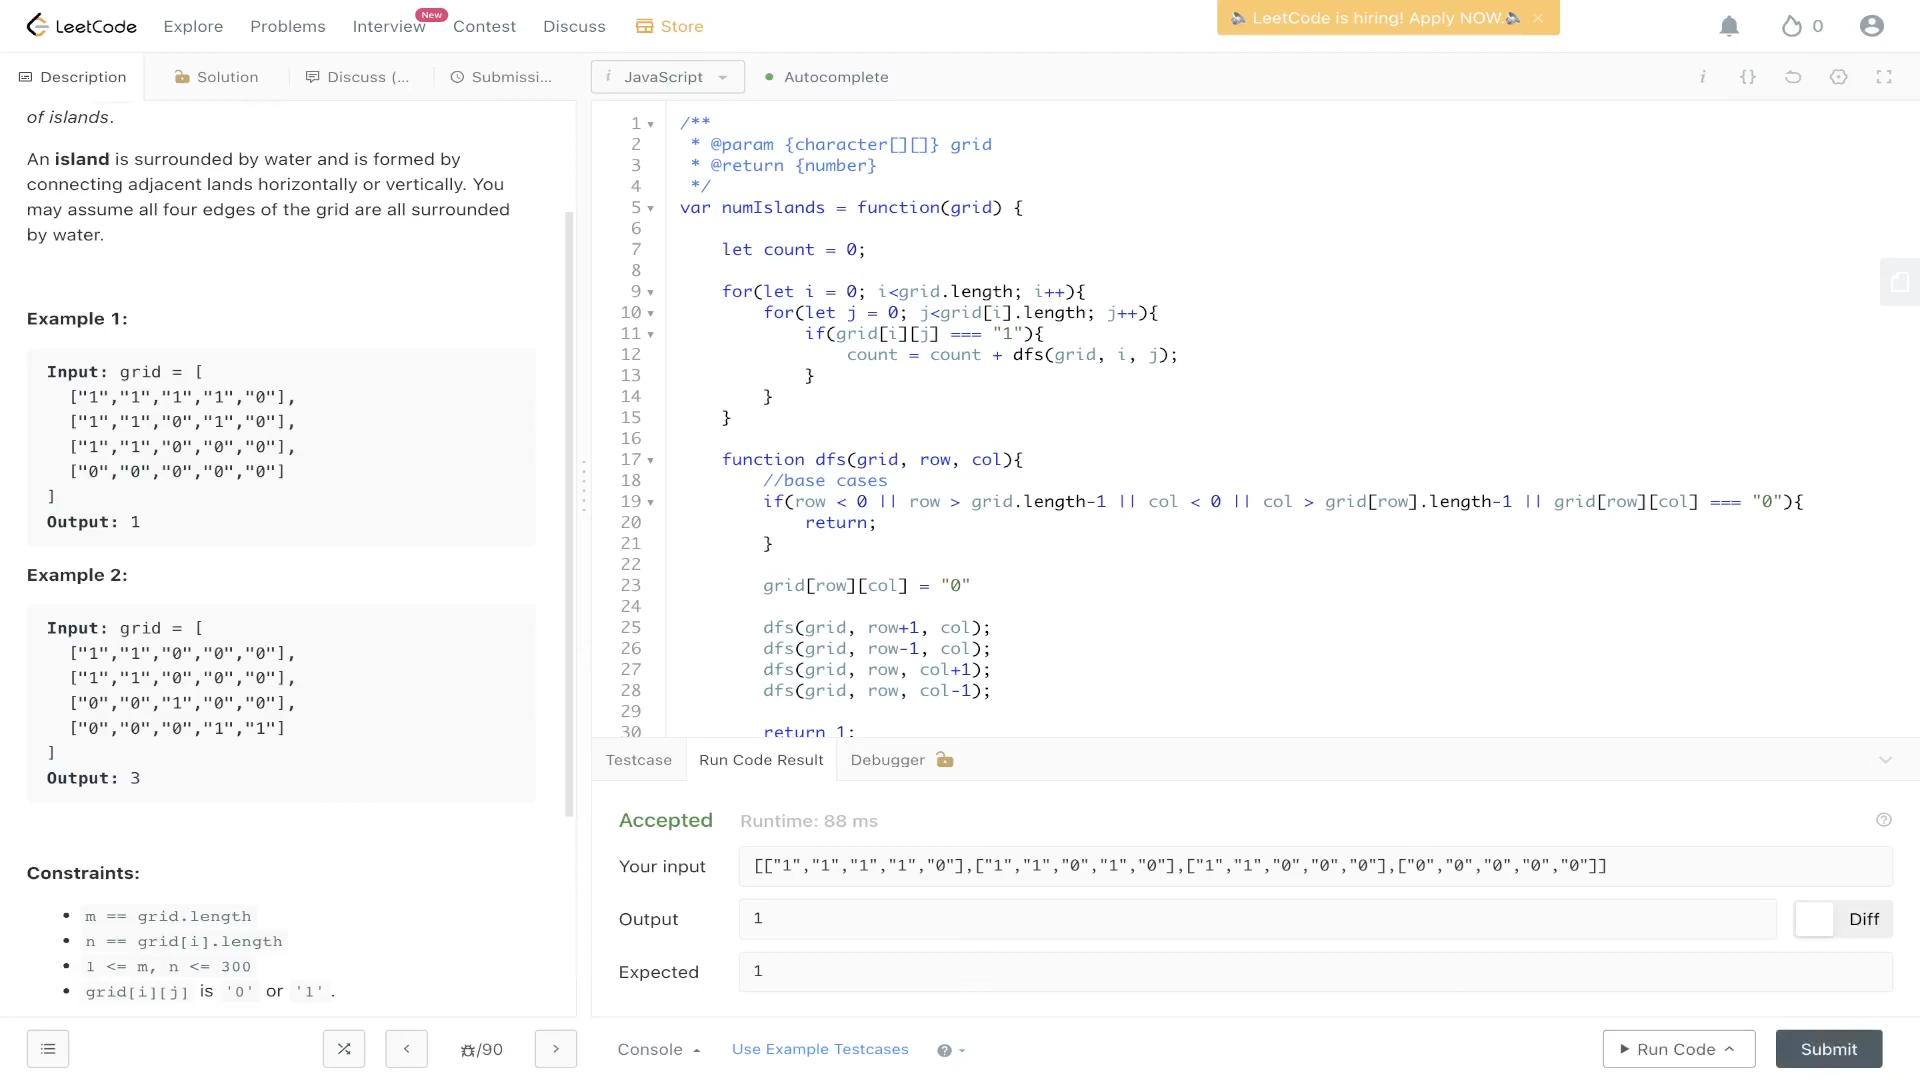 LeetCode Explore Problems Interview New Contest Discuss Store
LeetCode is hiring! Apply NOW.
0
Description Solution Discuss (... Submissi...
i JavaScript Autocomplete
i {}
of islands.
An island is surrounded by water and is formed by
connecting adjacent lands horizontally or vertically. You
may assume all four edges of the grid are all surrounded
by water.
Example 1:
Input: grid = [
["1","1","1","1","0"],
["1","1","0","1","0"],
["1","1","0","0","0"],
["0","0","0","0","0"]
]
Output: 1
Example 2:
Input: grid = [
["1","1","0","0","0"],
["1","1","0","0","0"],
["0","0","1","0","0"],
["0","0","0","1","1"]
]
Output: 3
Constraints:
• m == grid.length
• n == grid[i].length
• 1 <= m, n <= 300
• grid[i][j] is '0' or '1'.
/90
1 /**
2 * @param {character[][]} grid
3 * @return {number}
4 */
5 var numIslands = function(grid) {
6
7 let count = 0;
8
9 for(let i = 0; i<grid.length; i++){
10 for(let j = 0; j<grid[i].length; j++){
11 if(grid[i][j] === "1"){
12 count = count + dfs(grid, i, j);
13 }
14 }
15 }
16
17 function dfs(grid, row, col){
18 //base cases
19 if(row < 0 || row > grid.length-1 || col < 0 || col > grid[row].length-1 || grid[row][col] === "0"){
20 return;
21 }
22
23 grid[row][col] = "0"
24
25 dfs(grid, row+1, col);
26 dfs(grid, row-1, col);
27 dfs(grid, row, col+1);
28 dfs(grid, row, col-1);
29
30 return 1;
Testcase Run Code Result Debugger
Accepted Runtime: 88 ms
Your input [["1","1","1","1","0"],["1","1","0","1","0"],["1","1","0","0","0"],["0","0","0","0","0"]]
Output 1 Diff
Expected 1
Console Use Example Testcases Run Code Submit